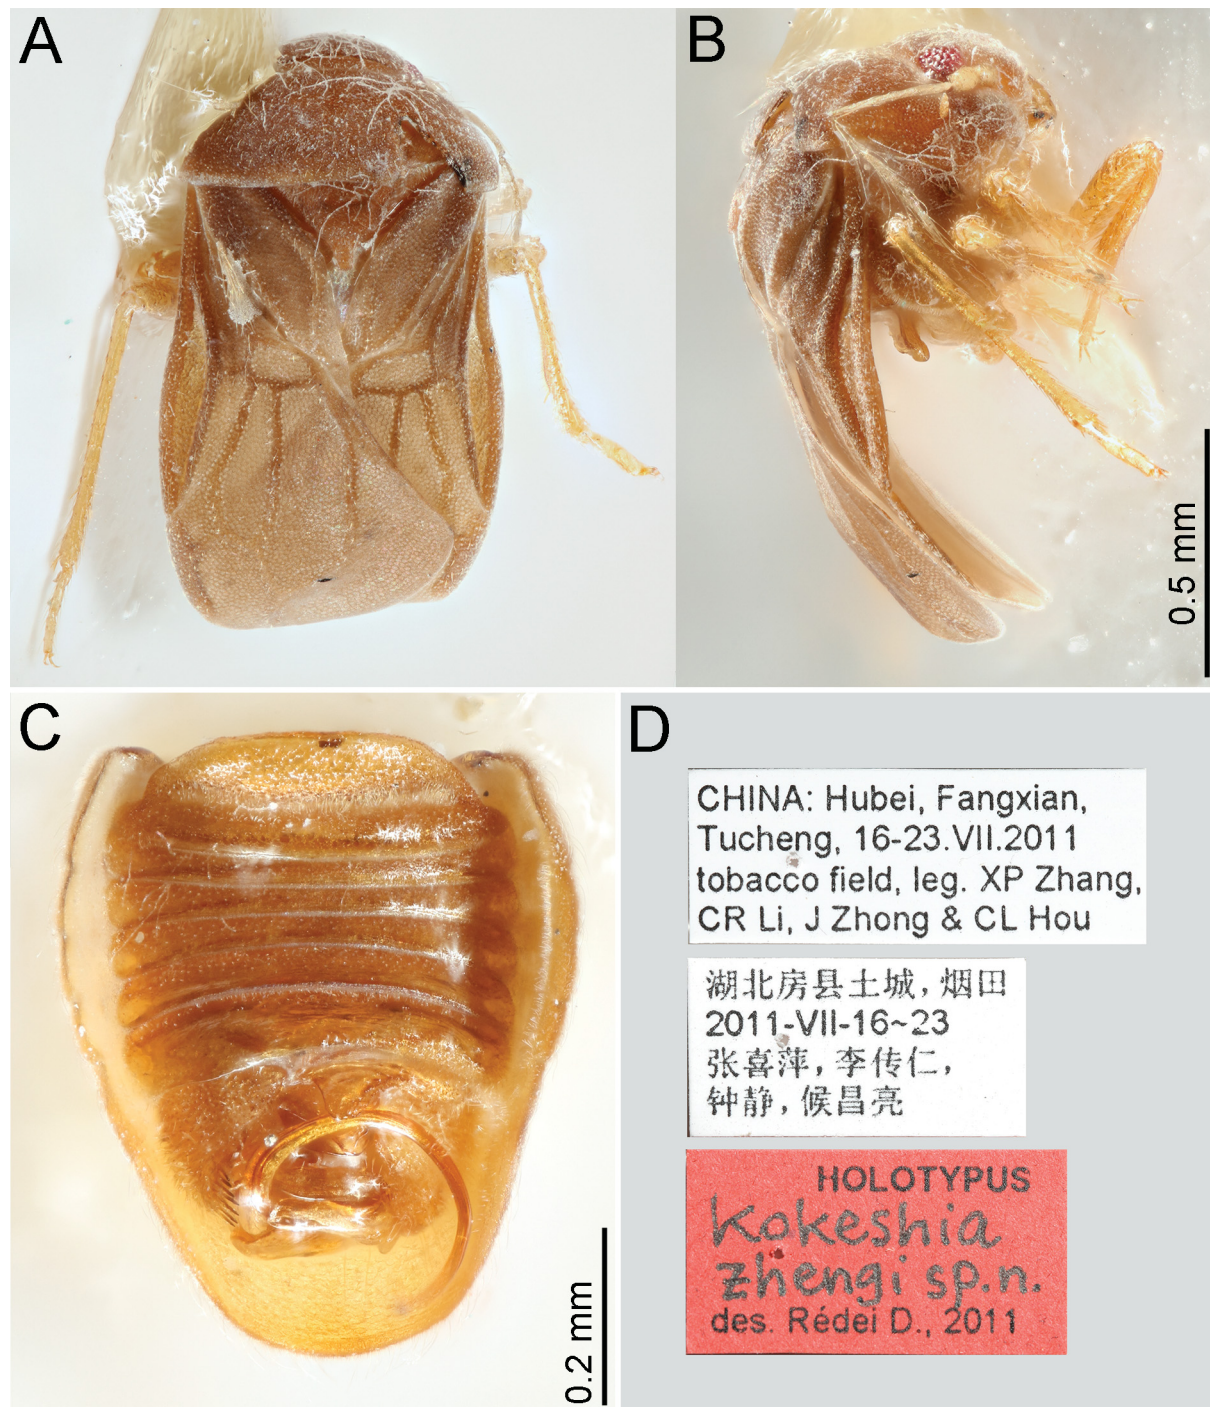 A
B
0.5 mm
C
0.2 mm
D
CHINA: Hubei, Fangxian,
Tucheng, 16-23.VII.2011
tobacco field, leg. XP Zhang,
CR Li, J Zhong & CL Hou
湖北房县土城, 烟田
2011-VII-16~23
张喜萍, 李传仁,
钟静, 候昌亮
HOLOTYPUS
Kokeshia
zhengi sp.n.
des. Rédei D., 2011